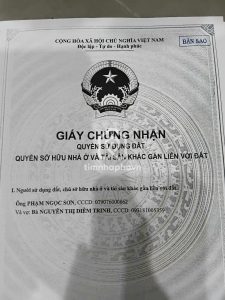 CỘNG HÒA XÃ HỘI CHỦ NGHĨA VIỆT NAM
Độc lập - Tự do - Hạnh phúc
BẢN SAO
GIẤY CHỨNG NHẬN
QUYỀN SỬ DỤNG ĐẤT
QUYỀN SỞ HỮU NHÀ Ở VÀ TÀI SẢN KHÁC GẮN LIỀN VỚI ĐẤT
I. Người sử dụng đất, chủ sở hữu nhà ở và tài sản khác gắn liền với đất:
Ông PHẠM NGỌC SƠN, CCCD:
Và vợ: Bà NGUYỄN THỊ DIỄM TRINH, CCCD: